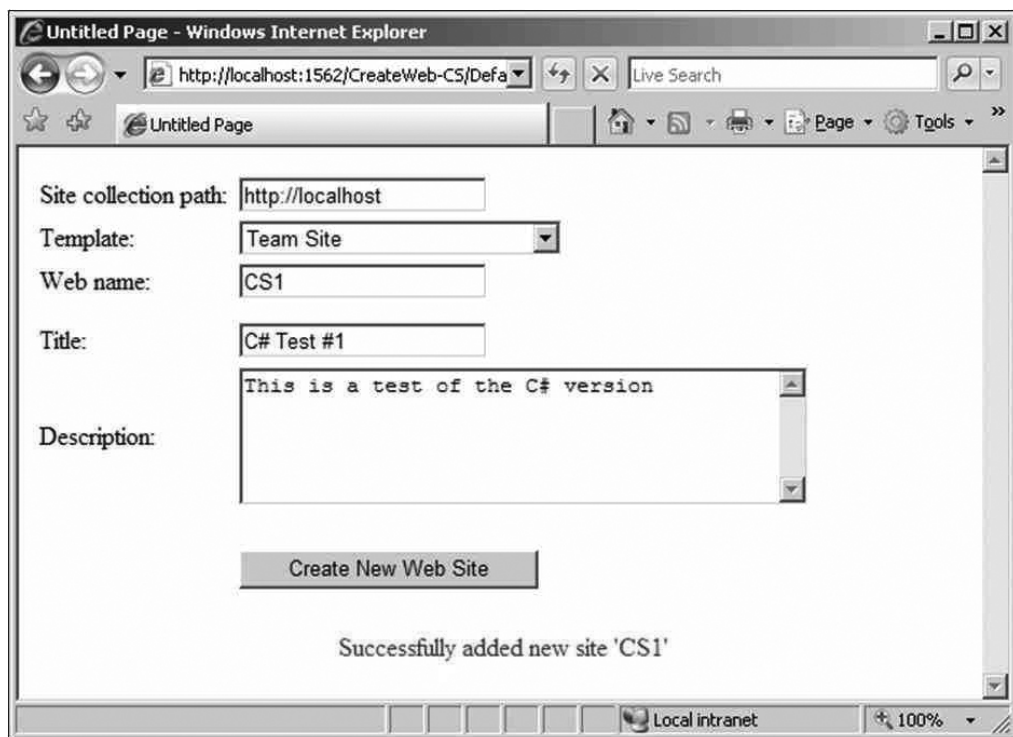 Untitled Page - Windows Internet Explorer
http://localhost:1562/CreateWeb-CS/Defa
Live Search
Untitled Page
Page
Tools
Site collection path: http://localhost
Template: Team Site
Web name: CS1
Title: C# Test #1
This is a test of the C# version
Description:
Create New Web Site
Successfully added new site 'CS1'
Local intranet 100%